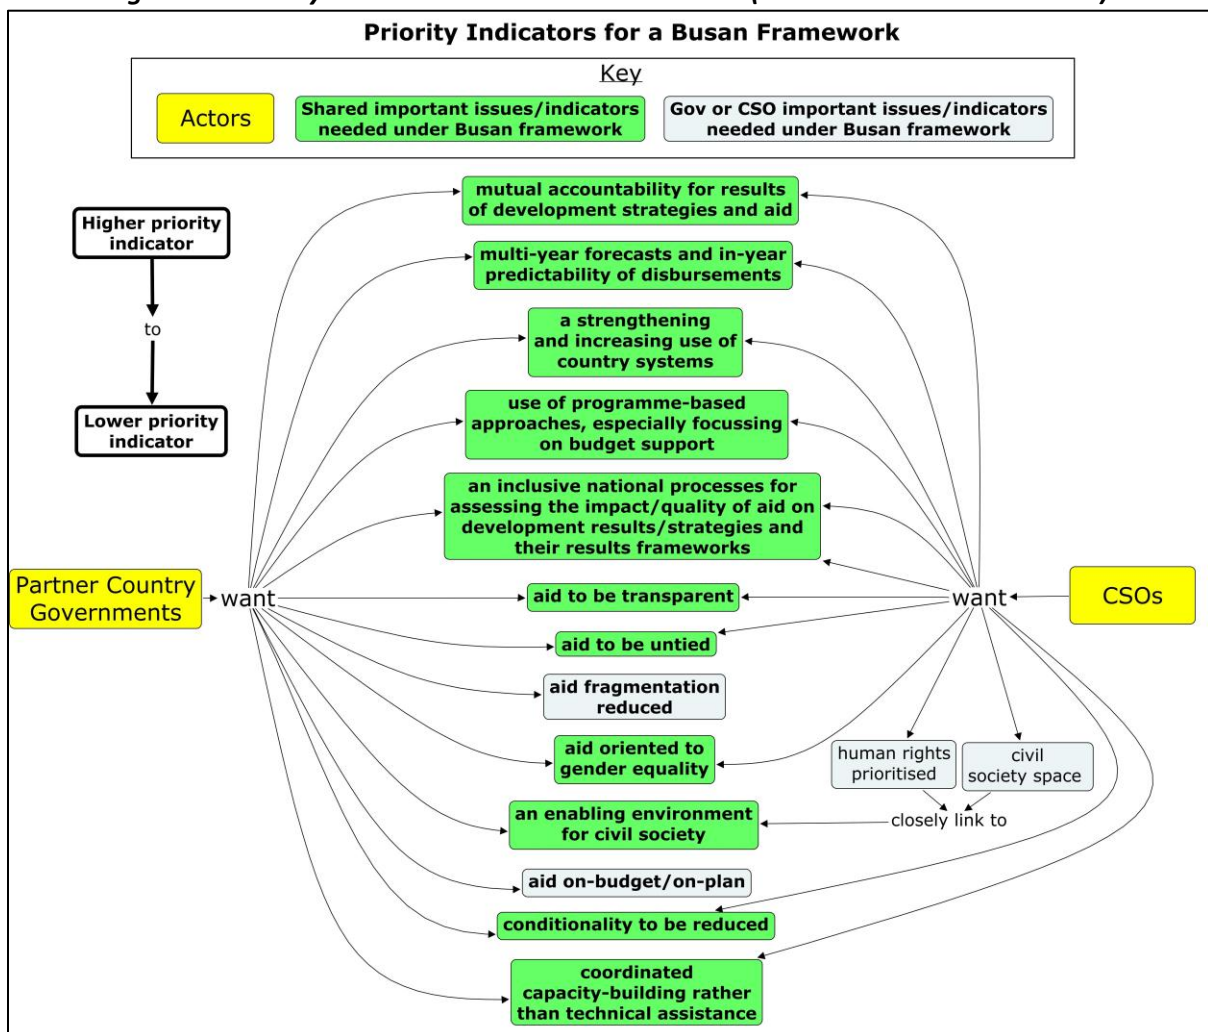 Priority Indicators for a Busan Framework
Key
Actors
Shared important issues/indicators
needed under Busan framework
Gov or CSO important issues/indicators
needed under Busan framework
Higher priority
indicator
to
Lower priority
indicator
mutual accountability for results
of development strategies and aid
multi-year forecasts and in-year
predictability of disbursements
a strengthening
and increasing use of
country systems
use of programme-based
approaches, especially focussing
on budget support
an inclusive national processes for
assessing the impact/quality of aid on
development results/strategies and
their results frameworks
Partner Country
Governments
want
aid to be transparent
want
CSOs
aid to be untied
aid fragmentation
reduced
aid oriented to
gender equality
human rights
prioritised
civil
society space
an enabling environment
for civil society
closely link to
aid on-budget/on-plan
conditionality to be reduced
coordinated
capacity-building rather
than technical assistance